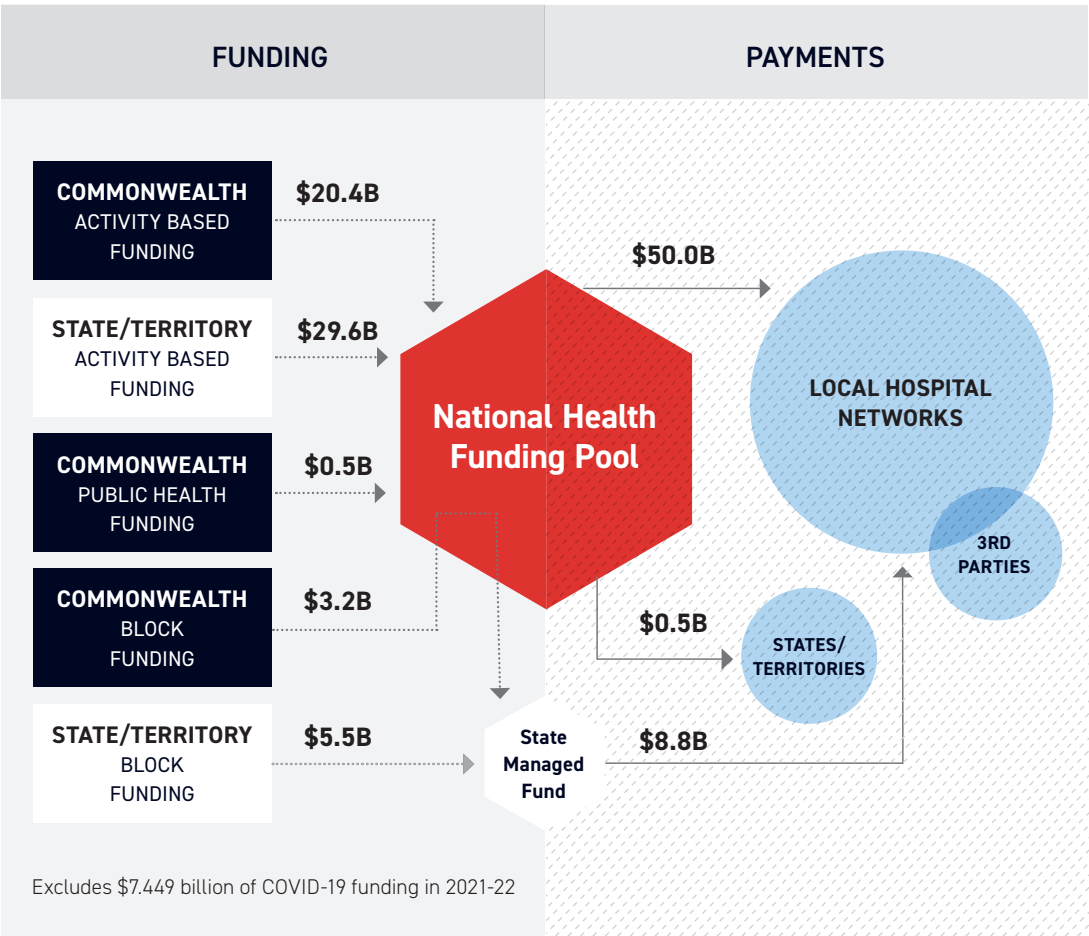 FUNDING
PAYMENTS
COMMONWEALTH
ACTIVITY BASED
FUNDING
$20.4B
STATE/TERRITORY
ACTIVITY BASED
FUNDING
$29.6B
COMMONWEALTH
PUBLIC HEALTH
FUNDING
$0.5B
COMMONWEALTH
BLOCK
FUNDING
$3.2B
STATE/TERRITORY
BLOCK
FUNDING
$5.5B
National Health
Funding Pool
State
Managed
Fund
$50.0B
LOCAL HOSPITAL
NETWORKS
3RD
PARTIES
$0.5B
STATES/
TERRITORIES
$8.8B
Excludes $7.449 billion of COVID-19 funding in 2021-22